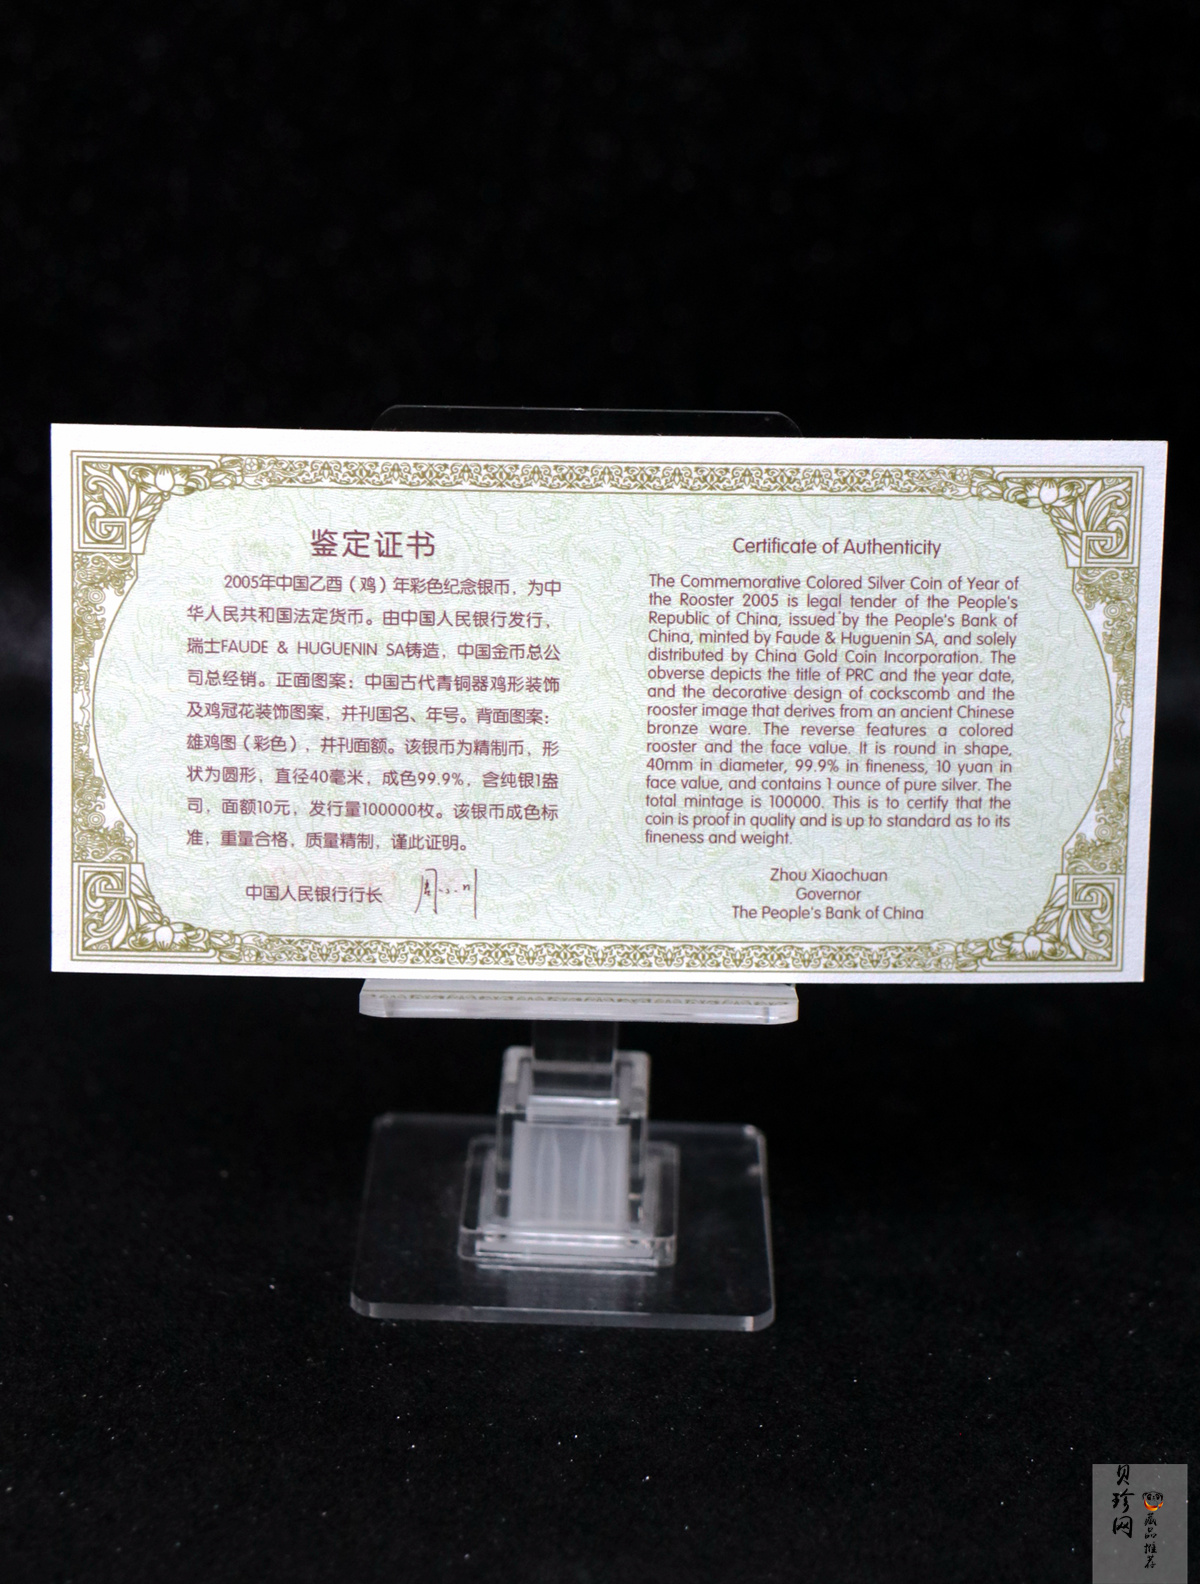 鉴定证书
2005年中国乙酉（鸡）年彩色纪念银币，为中
华人民共和国法定货币。由中国人民银行发行，
瑞士FAUDE & HUGUENIN SA铸造，中国金币总公
司总经销。正面图案：中国古代青铜器鸡形装饰
及鸡冠花装饰图案，并刊国名、年号。背面图案：
雄鸡图（彩色），并刊面额。该银币为精制币，形
状为圆形，直径40毫米，成色99.9%，含纯银1盎
司，面额10元，发行量100000枚。该银币成色标
准，重量合格，质量精制，谨此证明。
中国人民银行行长
Certificate of Authenticity
The Commemorative Colored Silver Coin of Year of
the Rooster 2005 is legal tender of the People's
Republic of China, issued by the People's Bank of
China, minted by Faude & Huguenin SA, and solely
distributed by China Gold Coin Incorporation. The
obverse depicts the title of PRC and the year date,
and the decorative design of cockscomb and the
rooster image that derives from an ancient Chinese
bronze ware. The reverse features a colored
rooster and the face value. It is round in shape,
40mm in diameter, 99.9% in fineness, 10 yuan in
face value, and contains 1 ounce of pure silver. The
total mintage is 100000. This is to certify that the
coin is proof in quality and is up to standard as to its
fineness and weight.
Zhou Xiaochuan
Governor
The People's Bank of China
贝珍网
藏品推荐